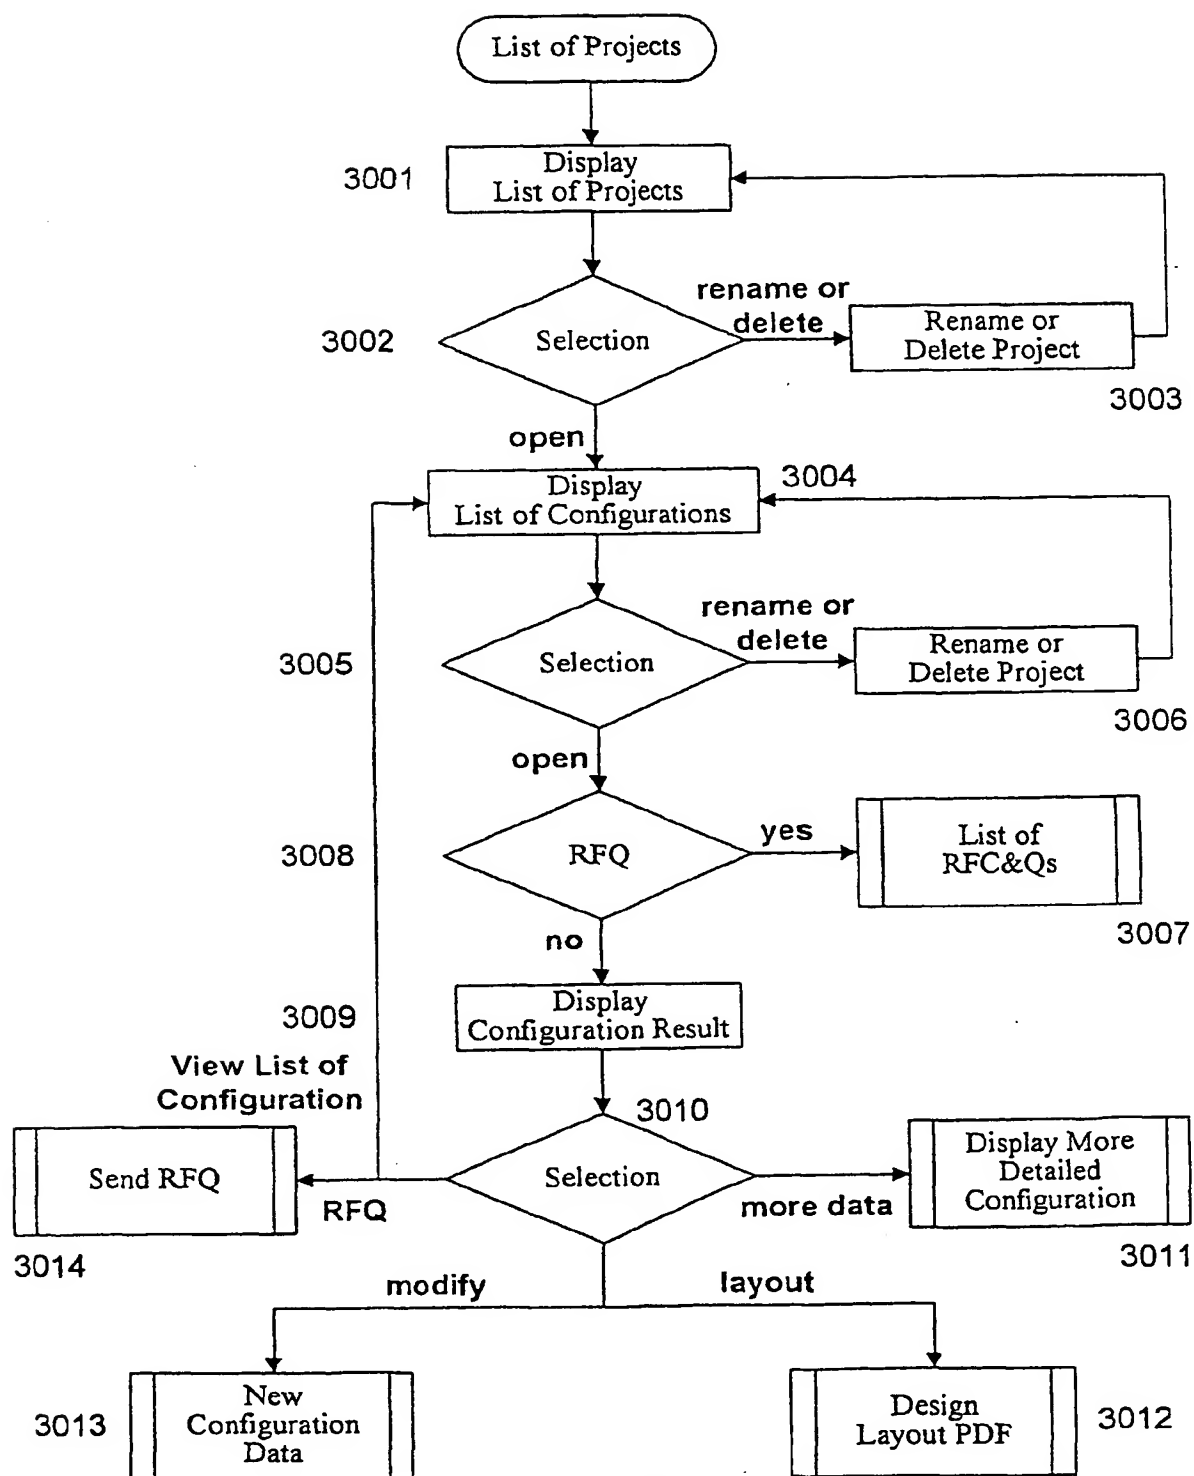 List of Projects
3001
Display
List of Projects
3002
Selection
rename or
delete
Rename or
Delete Project
3003
open
3004
Display
List of Configurations
3005
Selection
rename or
delete
Rename or
Delete Project
3006
open
3008
RFQ
yes
List of
RFC&Qs
3007
no
3009
Display
Configuration Result
View List of
Configuration
3010
Send RFQ
RFQ
Selection
more data
Display More
Detailed
Configuration
3014
3011
modify
layout
3013
New
Configuration
Data
Design
Layout PDF
3012